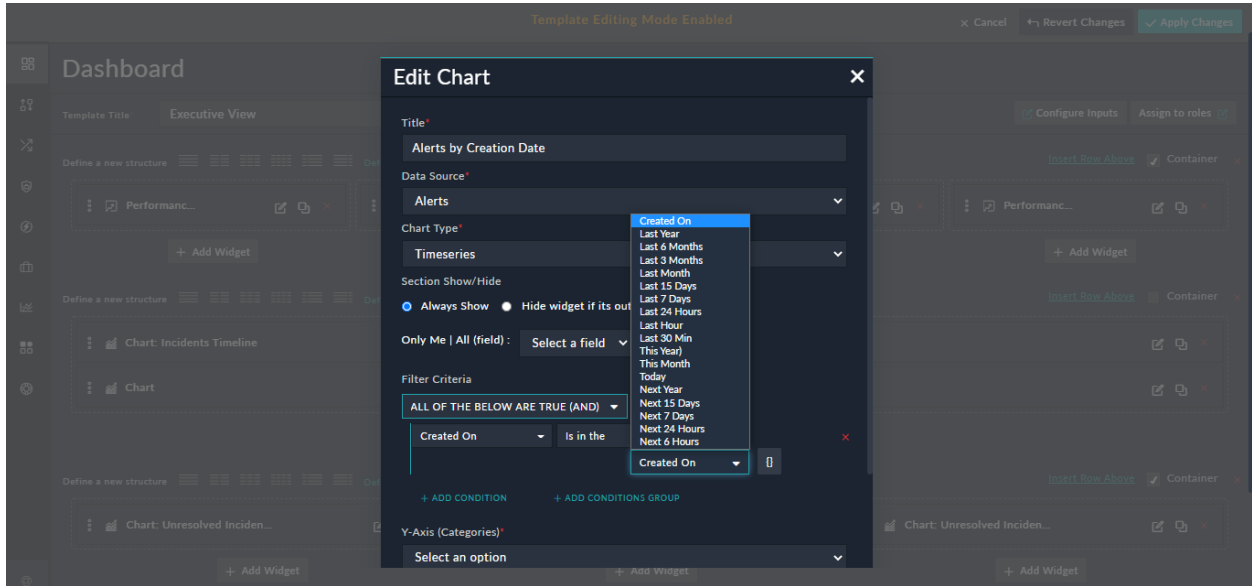 Template Editing Mode Enabled
× Cancel
Revert Changes
Apply Changes
Dashboard
Edit Chart
Template Title*
Executive View
Configure Inputs
Assign to roles
Title*
Alerts by Creation Date
Define a new structure
Insert Row Above
Container
Data Source*
Alerts
Performanc...
Performanc...
Chart Type*
Timeseries
+ Add Widget
+ Add Widget
Section Show/Hide
Always Show
Hide widget if its out
Define a new structure
Insert Row Above
Container
Only Me | All (field) :
Select a field
Chart: Incidents Timeline
Chart
Filter Criteria
ALL OF THE BELOW ARE TRUE (AND)
Created On
Is in the
Created On
Last Year
Last 6 Months
Last 3 Months
Last Month
Last 15 Days
Last 7 Days
Last 24 Hours
Last Hour
Last 30 Min
This Year)
This Month
Today
Next Year
Next 15 Days
Next 7 Days
Next 24 Hours
Next 6 Hours
Created On
{}
+ ADD CONDITION
+ ADD CONDITIONS GROUP
Define a new structure
Insert Row Above
Container
Chart: Unresolved Inciden...
Chart: Unresolved Inciden...
Y-Axis (Categories)*
Select an option
+ Add Widget
+ Add Widget
+ Add Widget